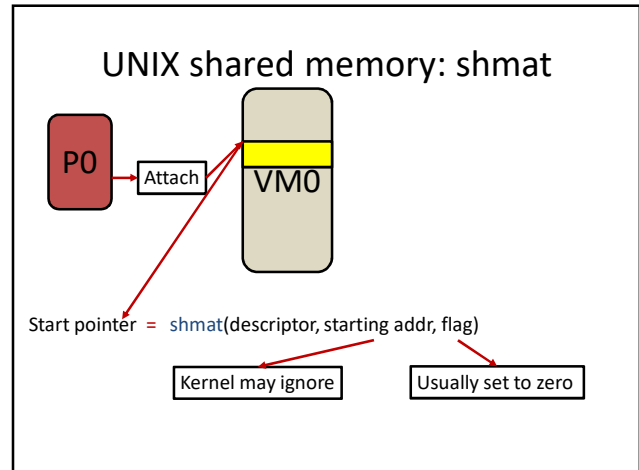 UNIX shared memory: shmat
P0
Attach
VM0
Start pointer = shmat(descriptor, starting addr, flag)
Kernel may ignore
Usually set to zero